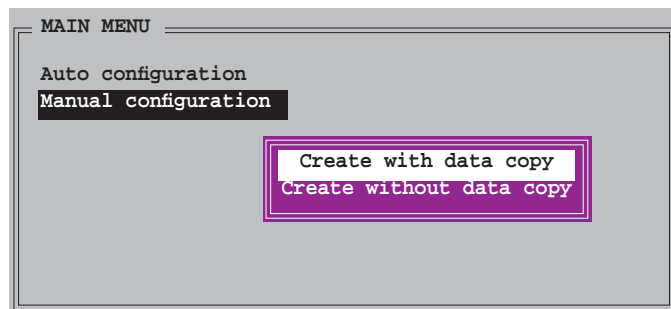 MAIN MENU
Auto configuration
Manual configuration
Create with data copy
Create without data copy